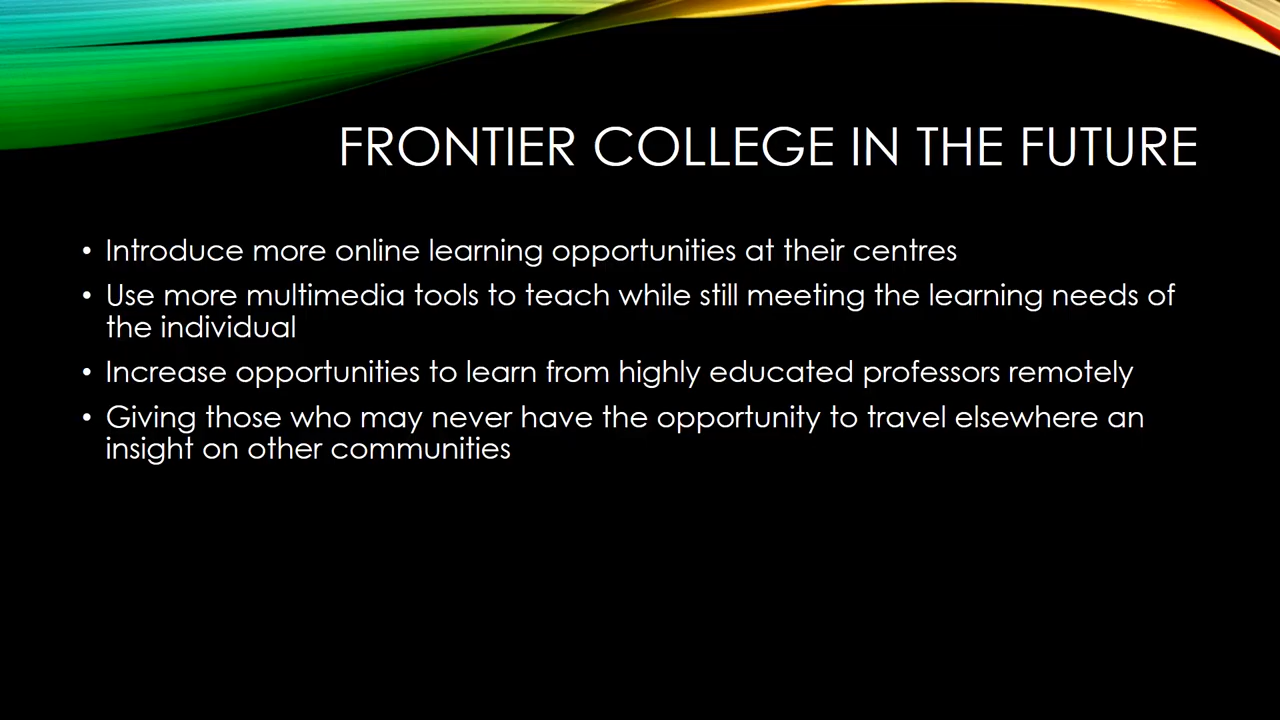 FRONTIER COLLEGE IN THE FUTURE
• Introduce more online learning opportunities at their centres
• Use more multimedia tools to teach while still meeting the learning needs of
the individual
• Increase opportunities to learn from highly educated professors remotely
• Giving those who may never have the opportunity to travel elsewhere an
insight on other communities